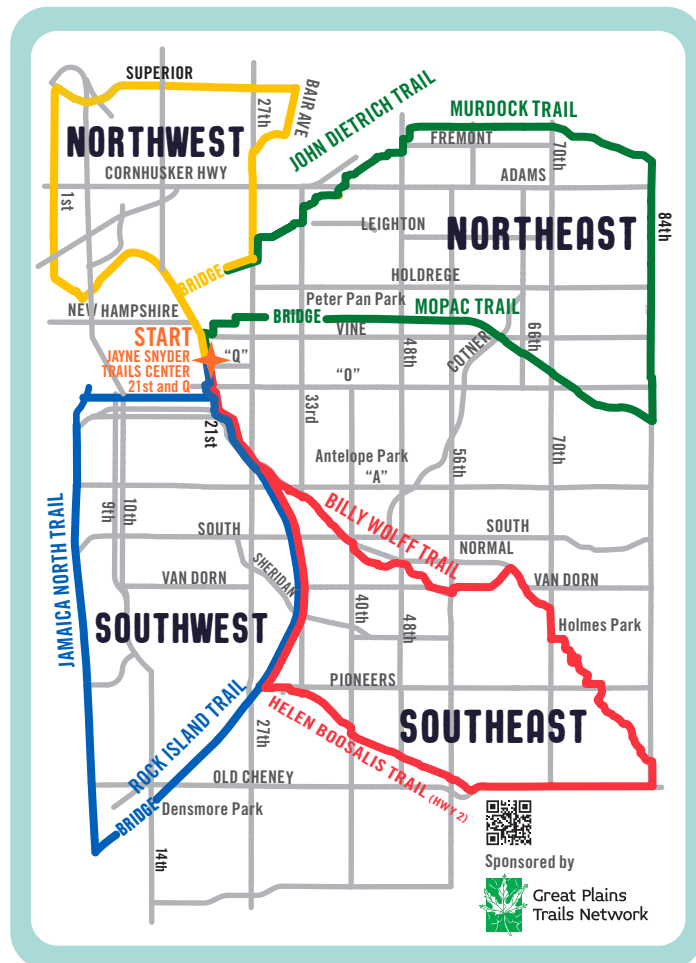 SUPERIOR
BAIR AVE
27th
JOHN DIETRICH TRAIL
MURDOCK TRAIL
FREMONT
70th
NORTHWEST
CORNHUSKER HWY
ADAMS
1st
84th
LEIGHTON
NORTHEAST
BRIDGE
HOLDREGE
Peter Pan Park
MOPAC TRAIL
NEW HAMPSHIRE
BRIDGE
VINE
START
JAYNE SNYDER
TRAILS CENTER
21st and Q
"Q"
48th
COTNER
66th
"O"
33rd
21st
Antelope Park
"A"
56th
70th
JAMAICA NORTH TRAIL
9th
10th
BILLY WOLFF TRAIL
SOUTH
SOUTH
NORMAL
SHERIDAN
VAN DORN
VAN DORN
40th
48th
Holmes Park
SOUTHWEST
PIONEERS
ROCK ISLAND TRAIL
27th
HELEN BOOSALIS TRAIL (HWY 2)
SOUTHEAST
OLD CHENEY
BRIDGE
Densmore Park
14th
Sponsored by
Great Plains
Trails Network